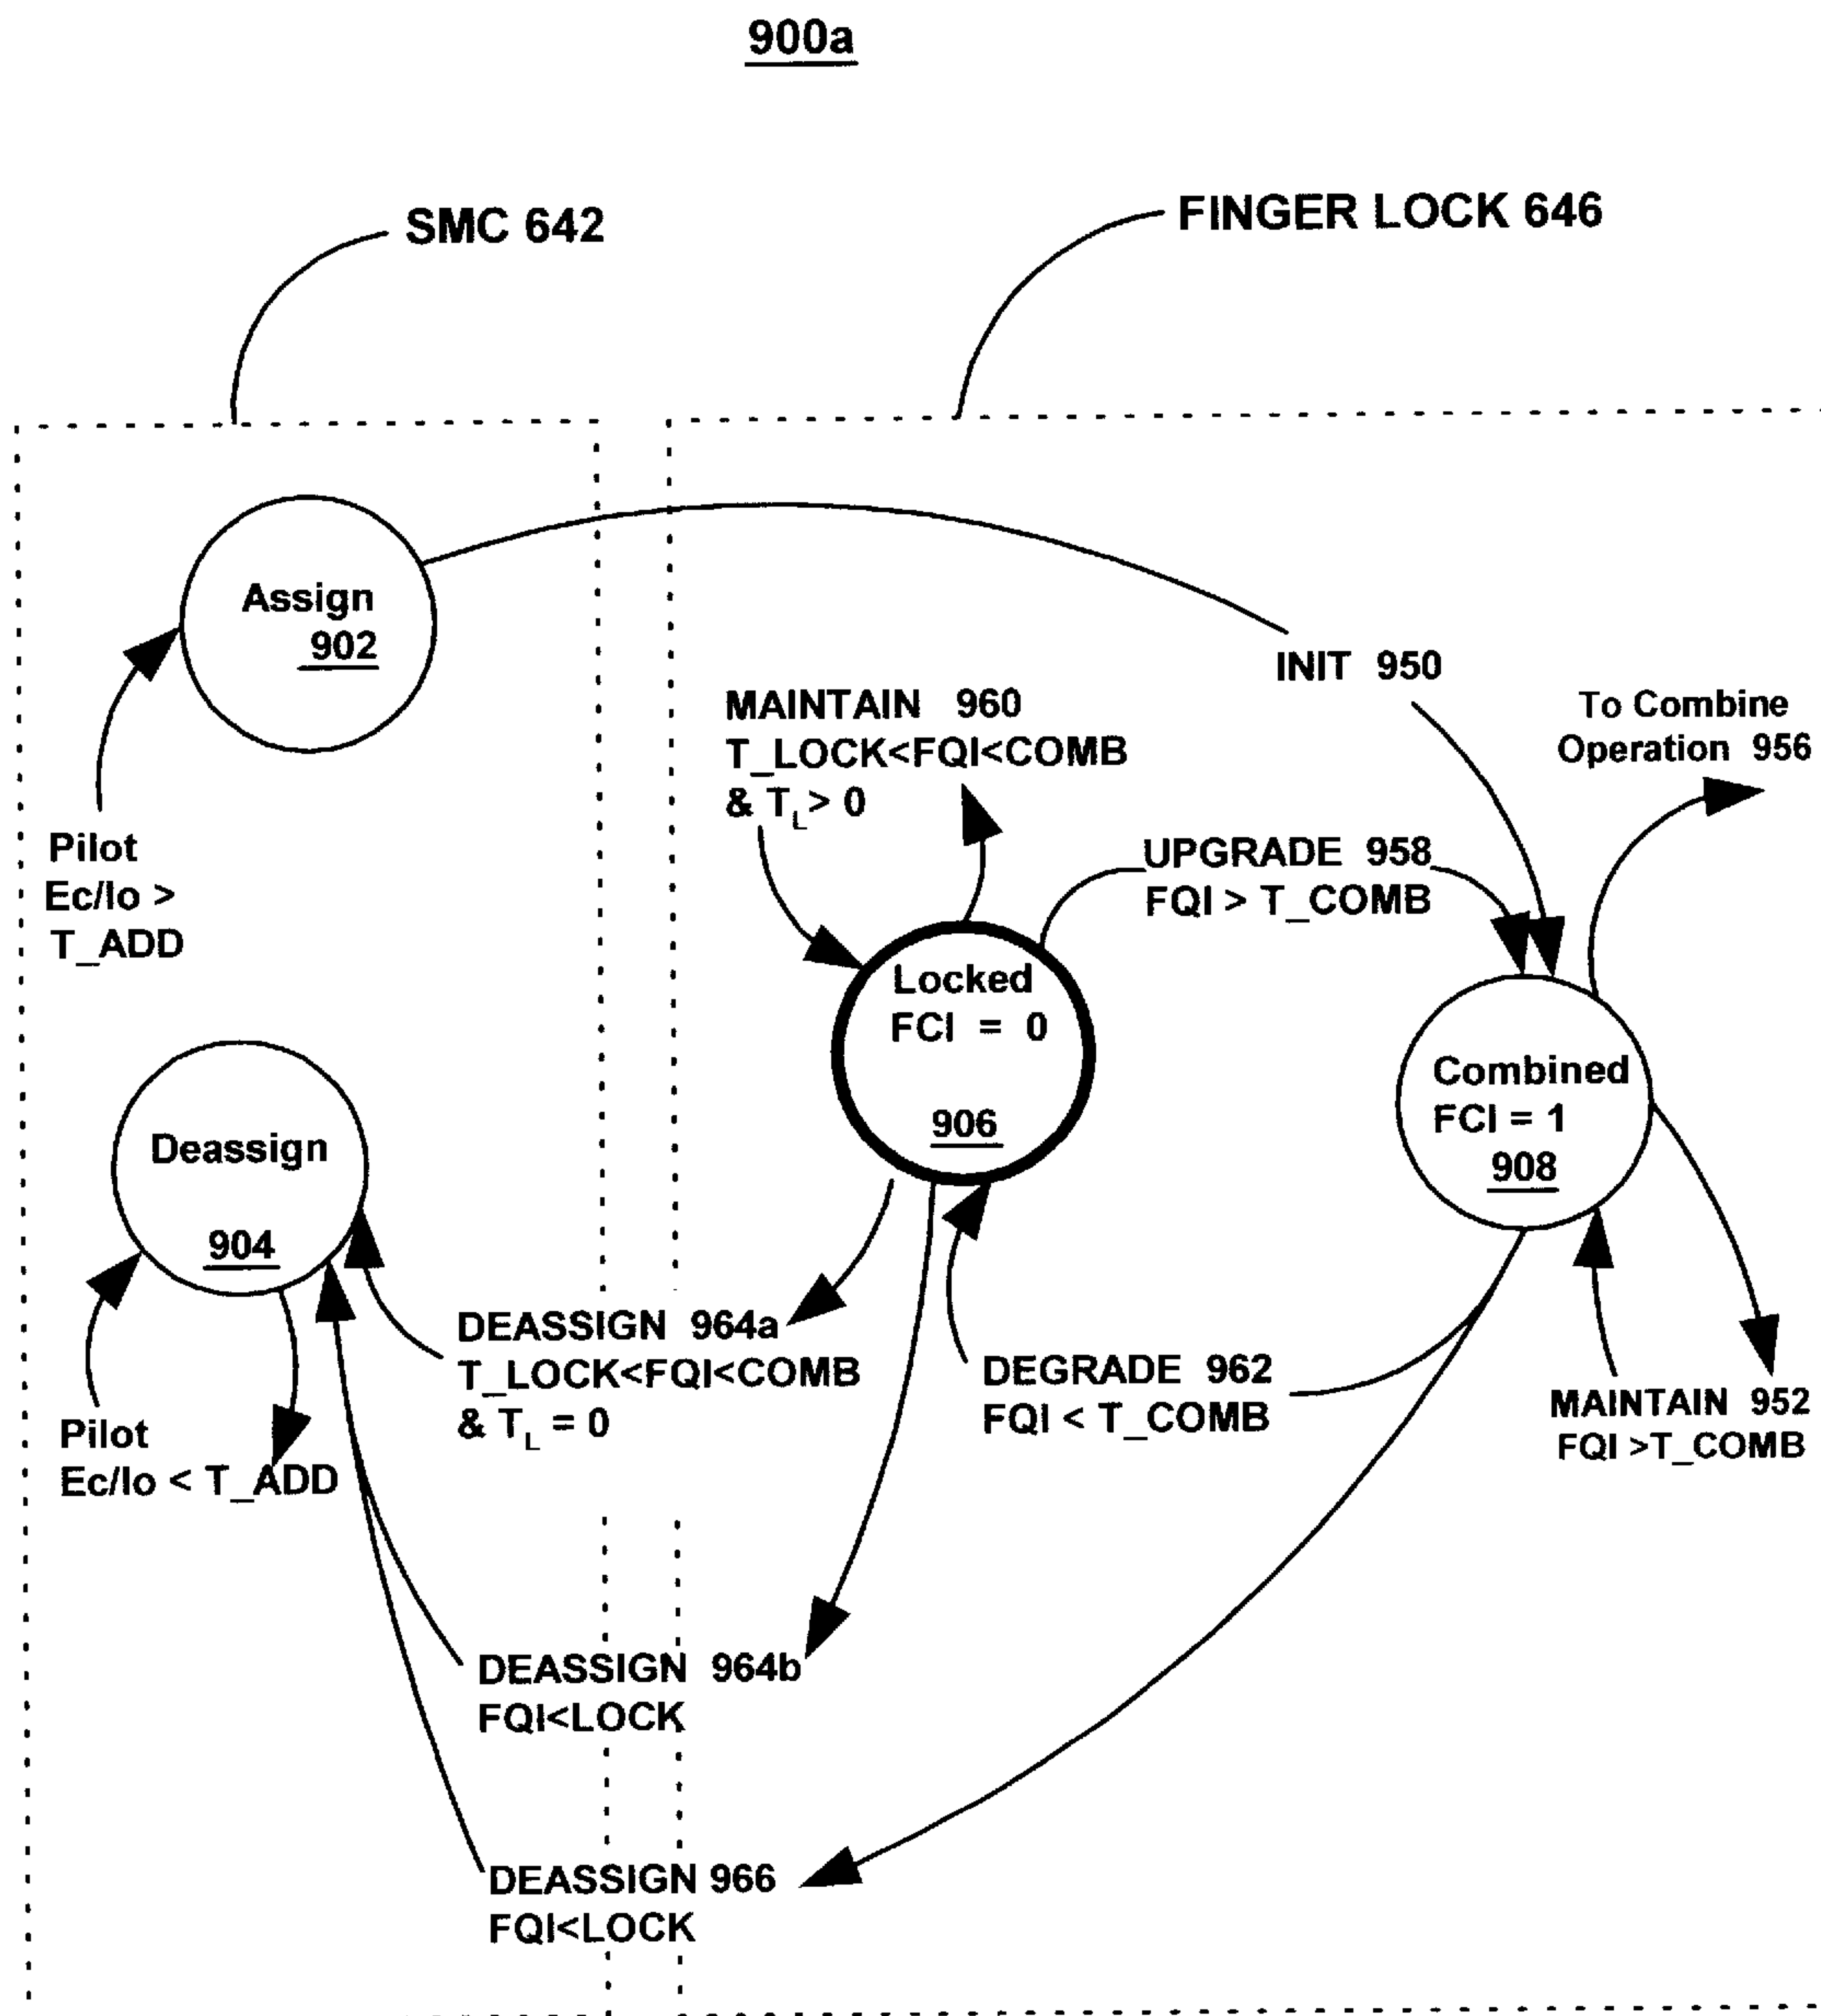 900a
SMC 642
FINGER LOCK 646
Assign
902
INIT 950
MAINTAIN 960
T_LOCK<FQI<COMB
& T_L > 0
To Combine
Operation 956
Pilot
Ec/Io >
T_ADD
UPGRADE 958
FQI > T_COMB
Locked
FCI = 0
906
Combined
FCI = 1
908
Deassign
904
DEASSIGN 964a
T_LOCK<FQI<COMB
& T_L = 0
DEGRADE 962
FQI < T_COMB
MAINTAIN 952
FQI >T_COMB
Pilot
Ec/Io < T_ADD
DEASSIGN 964b
FQI<LOCK
DEASSIGN 966
FQI<LOCK